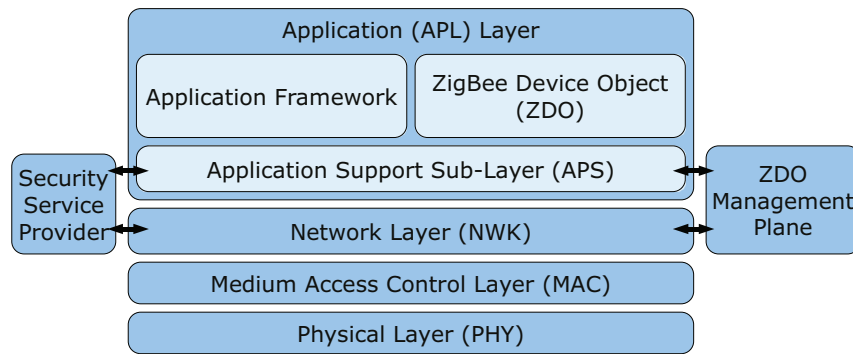 Application (APL) Layer
Application Framework
ZigBee Device Object
(ZDO)
Application Support Sub-Layer (APS)
Security
Service
Provider
ZDO
Management
Plane
Network Layer (NWK)
Medium Access Control Layer (MAC)
Physical Layer (PHY)